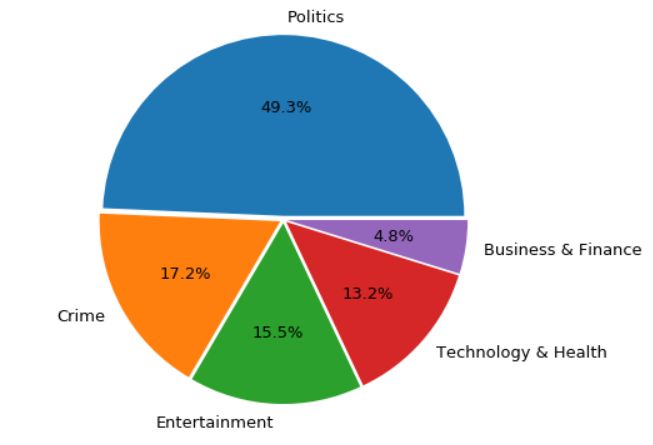 Politics
49.3%
4.8%
Business & Finance
17.2%
13.2%
Crime
15.5%
Technology & Health
Entertainment